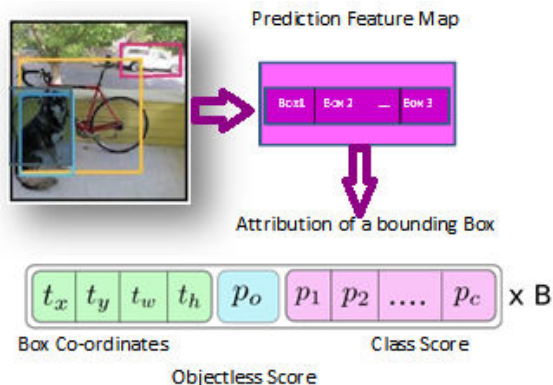 Prediction Feature Map
Box1 Box 2 ... Box 3
Attribution of a bounding Box
t_x t_y t_w t_h p_o p_1 p_2 .... p_c x B
Box Co-ordinates Class Score
Objectless Score